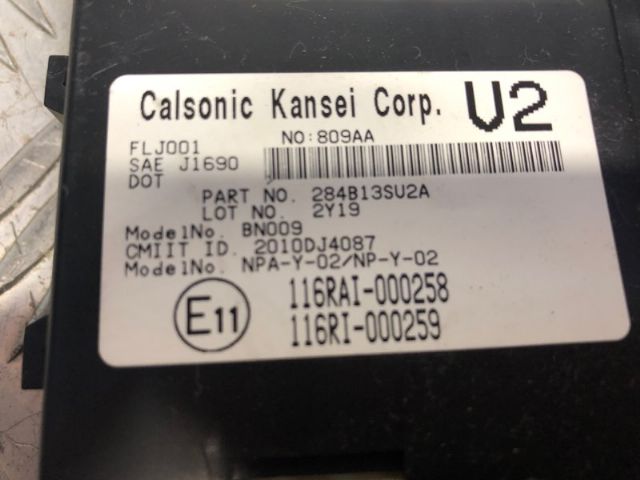 Calsonic Kansei Corp. V2
NO:809AA
FLJ001
SAE J1690
DOT
PART NO. 284B13SU2A
LOT NO. 2Y19
ModelNo. BN009
CMIIT ID. 2010DJ4087
ModelNo. NPA-Y-02/NP-Y-02
E11
116RAI-000258
116RI-000259